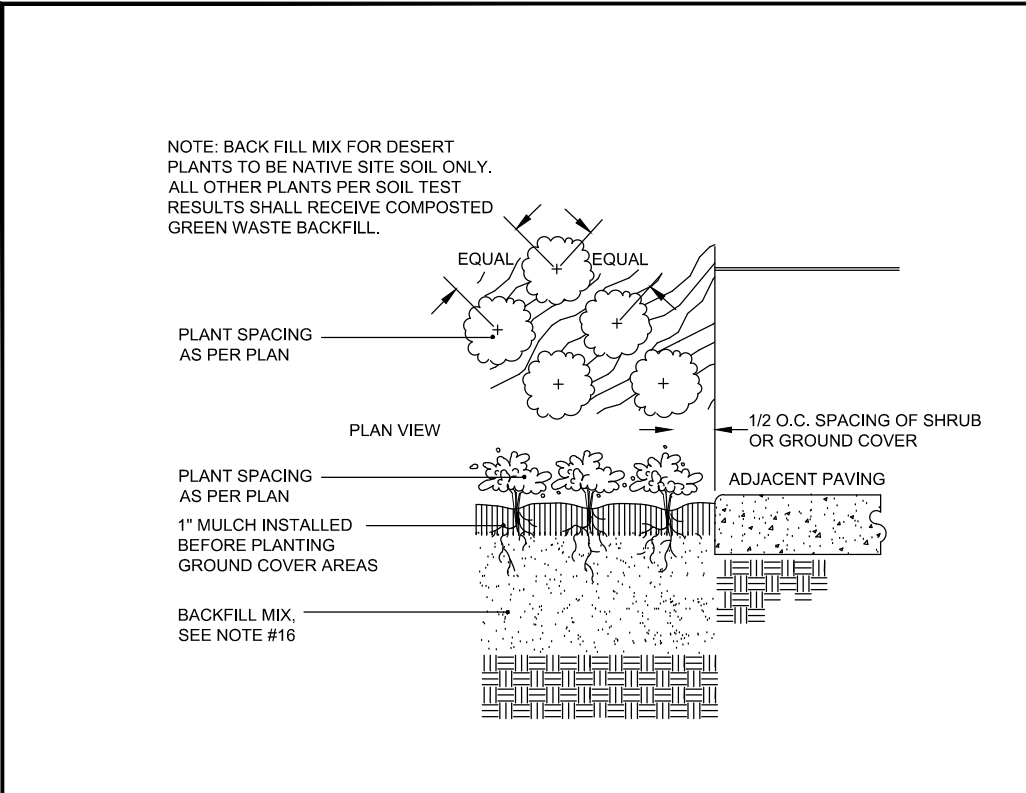 NOTE: BACK FILL MIX FOR DESERT
PLANTS TO BE NATIVE SITE SOIL ONLY.
ALL OTHER PLANTS PER SOIL TEST
RESULTS SHALL RECEIVE COMPOSTED
GREEN WASTE BACKFILL.
EQUAL
EQUAL
PLANT SPACING
AS PER PLAN
PLAN VIEW
1/2 O.C. SPACING OF SHRUB
OR GROUND COVER
PLANT SPACING
AS PER PLAN
ADJACENT PAVING
1" MULCH INSTALLED
BEFORE PLANTING
GROUND COVER AREAS
BACKFILL MIX,
SEE NOTE #16